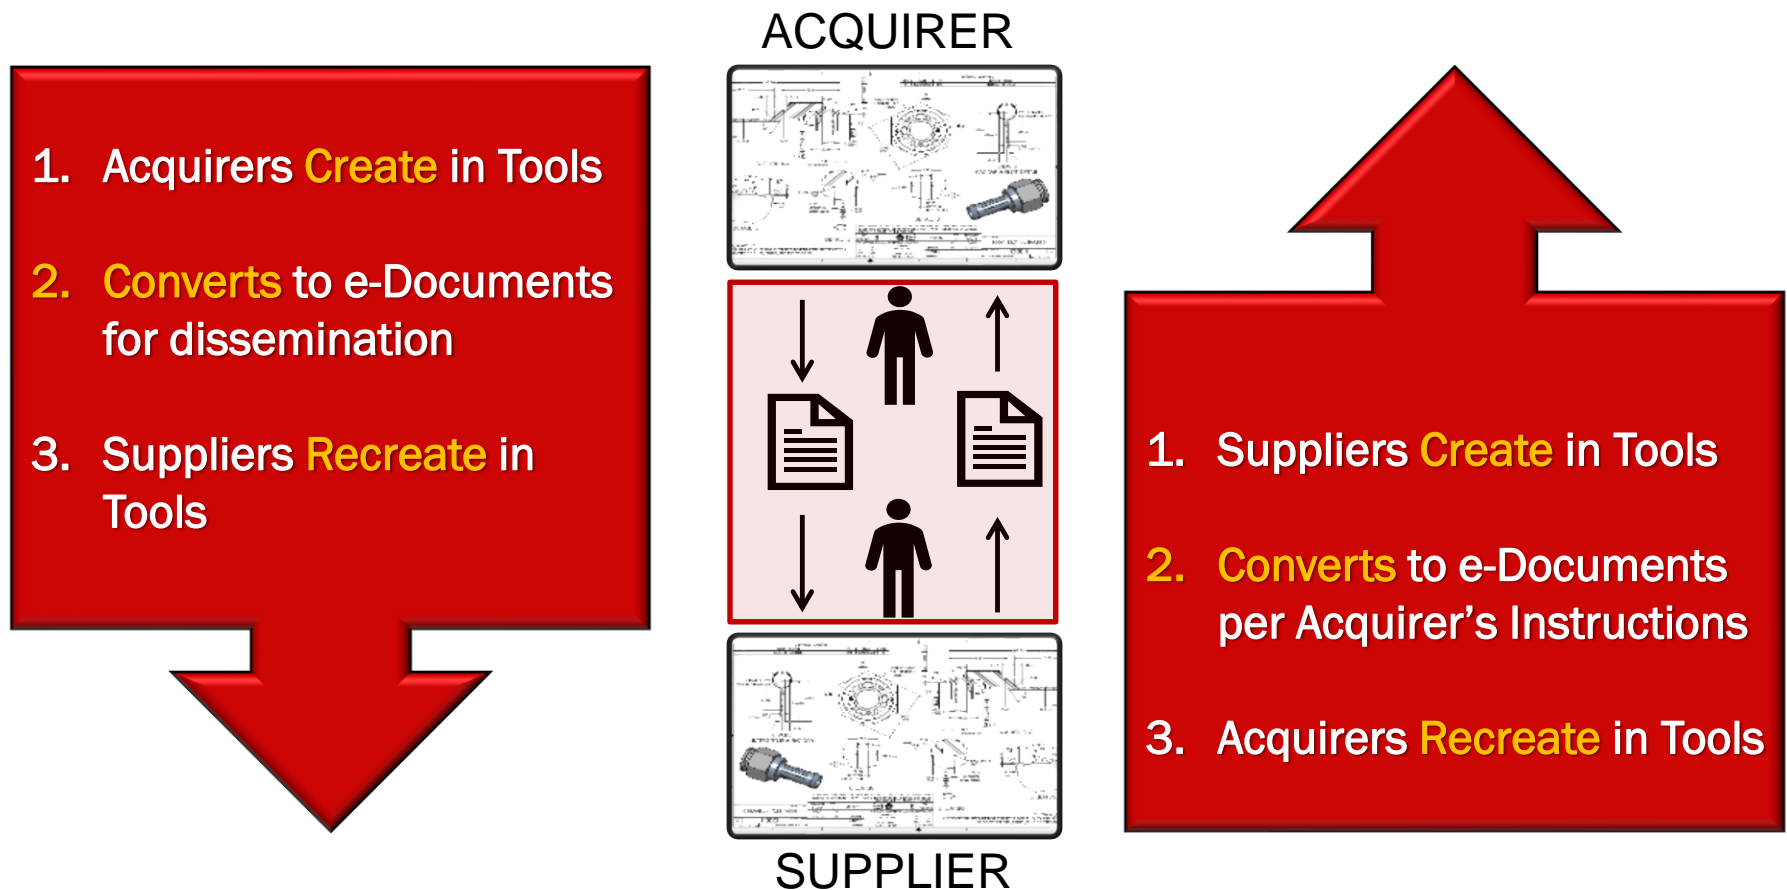 ACQUIRER
1. Acquirers Create in Tools
2. Converts to e-Documents
for dissemination
3. Suppliers Recreate in
Tools
1. Suppliers Create in Tools
2. Converts to e-Documents
per Acquirer’s Instructions
3. Acquirers Recreate in Tools
SUPPLIER